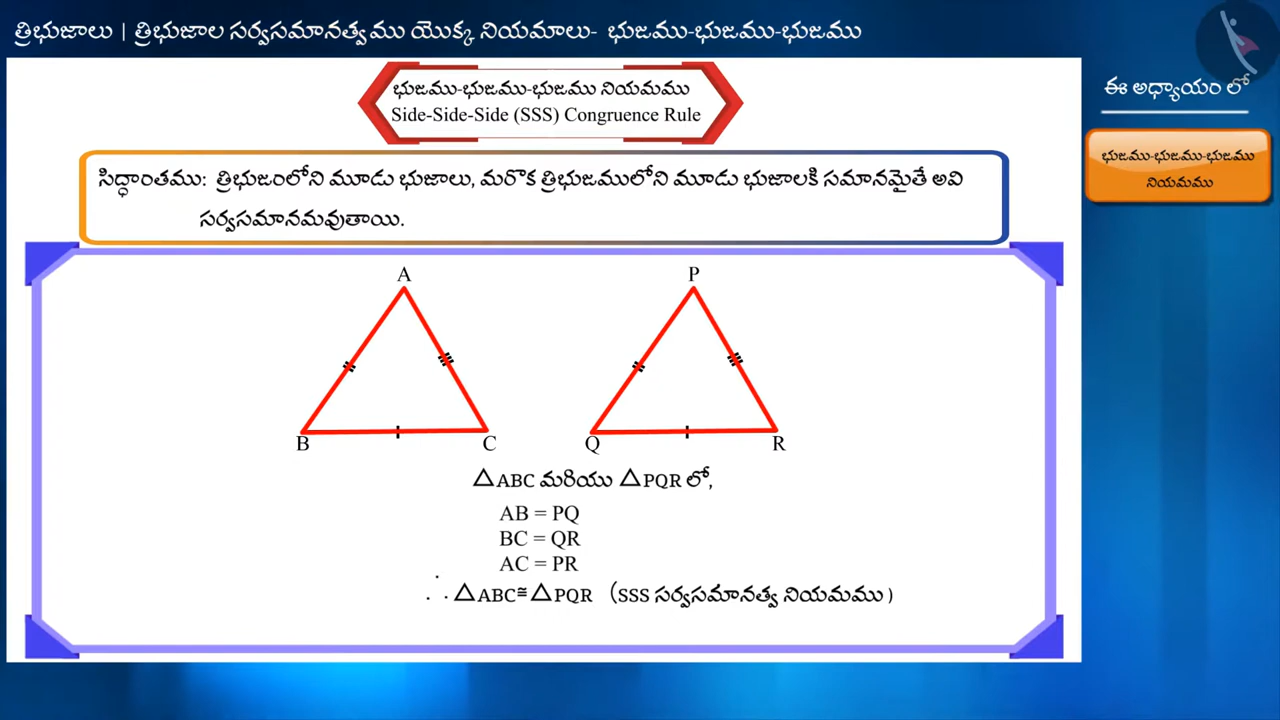 త్రిభుజాలు | త్రిభుజాల సర్వసమానత్వము యొక్క నియమాలు- భుజము-భుజము-భుజము
ఈ అధ్యాయం లో
భుజము-భుజము-భుజము
నియమము
భుజము-భుజము-భుజము నియమము
Side-Side-Side (SSS) Congruence Rule
సిద్ధాంతము: త్రిభుజంలోని మూడు భుజాలు, మరొక త్రిభుజములోని మూడు భుజాలకి సమానమైతే అవి
సర్వసమానమవుతాయి.
A P
B C Q R
△ABC మరియు △PQR లో,
AB = PQ
BC = QR
AC = PR
∴ △ABC≅△PQR (SSS సర్వసమానత్వ నియమము)